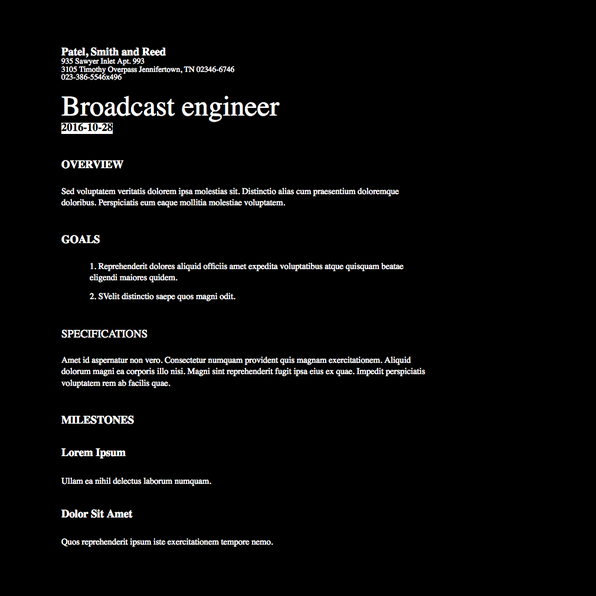 Patel, Smith and Reed
935 Sawyer Inlet Apt. 993
3105 Timothy Overpass Jennifertown, TN 02346-6746
023-386-5546x496
Broadcast engineer
2016-10-28
OVERVIEW
Sed voluptatem veritatis dolorem ipsa molestias sit. Distinctio alias cum praesentium doloremque
doloribus. Perspiciatis eum eaque mollitia molestiae voluptatem.
GOALS
1. Reprehenderit dolores aliquid officiis amet expedita voluptatibus atque quisquam beatae
eligendi maiores quidem.
2. SVelit distinctio saepe quos magni odit.
SPECIFICATIONS
Amet id aspernatur non vero. Consectetur numquam provident quis magnam exercitationem. Aliquid
dolorum magni ea corporis illo nisi. Magni sint reprehenderit fugit ipsa eius ex quae. Impedit perspiciatis
voluptatem rem ab facilis quae.
MILESTONES
Lorem Ipsum
Ullam ea nihil delectus laborum numquam.
Dolor Sit Amet
Quos reprehenderit ipsum iste exercitationem tempore nemo.